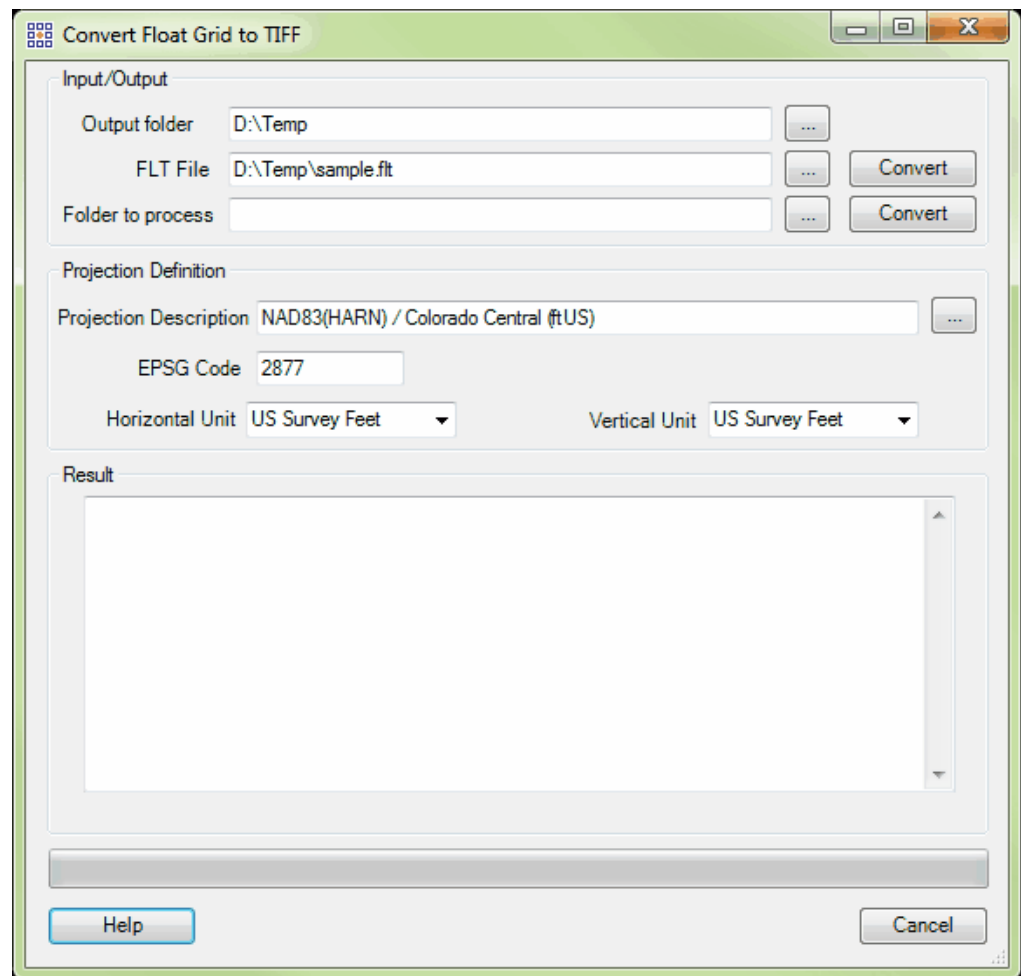 Convert Float Grid to TIFF
Input/Output
Output folder D:\Temp ...
FLT File D:\Temp\sample.flt ... Convert
Folder to process ... Convert
Projection Definition
Projection Description NAD83(HARN) / Colorado Central (ftUS) ...
EPSG Code 2877
Horizontal Unit US Survey Feet Vertical Unit US Survey Feet
Result
Help Cancel